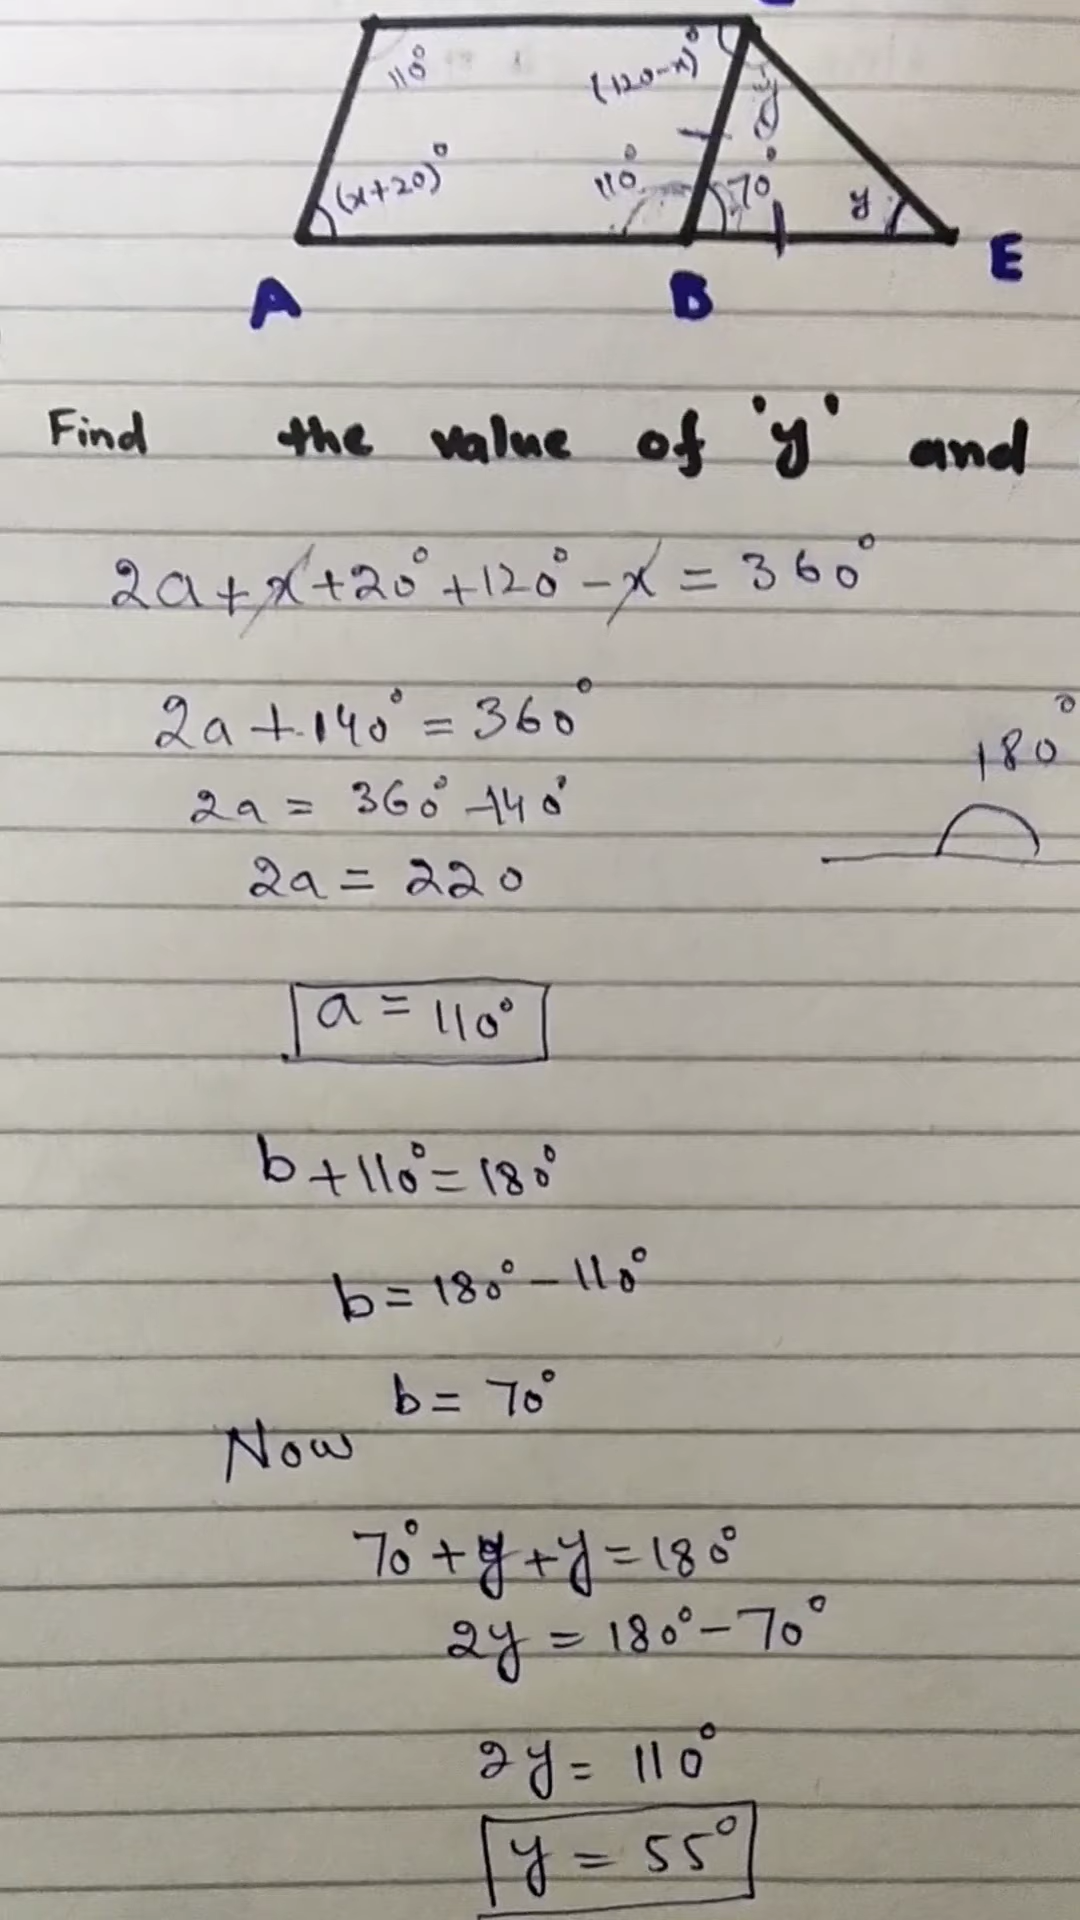 110° (120-x)°
(x+20)° 110° 70° y
A B E
Find the value of 'y' and
2a + x + 20° + 120° - x = 360°
2a + 140° = 360°
180°
2a = 360° - 140°
2a = 220
a = 110°
b + 110° = 180°
b = 180° - 110°
b = 70°
Now
70° + y + y = 180°
2y = 180° - 70°
2y = 110°
y = 55°